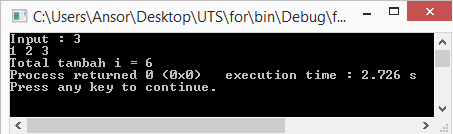 C:\Users\Ansor\Desktop\UTS\for\bin\Debug\f...
Input : 3
1 2 3
Total tambah i = 6
Process returned 0 (0x0)   execution time : 2.726 s
Press any key to continue.